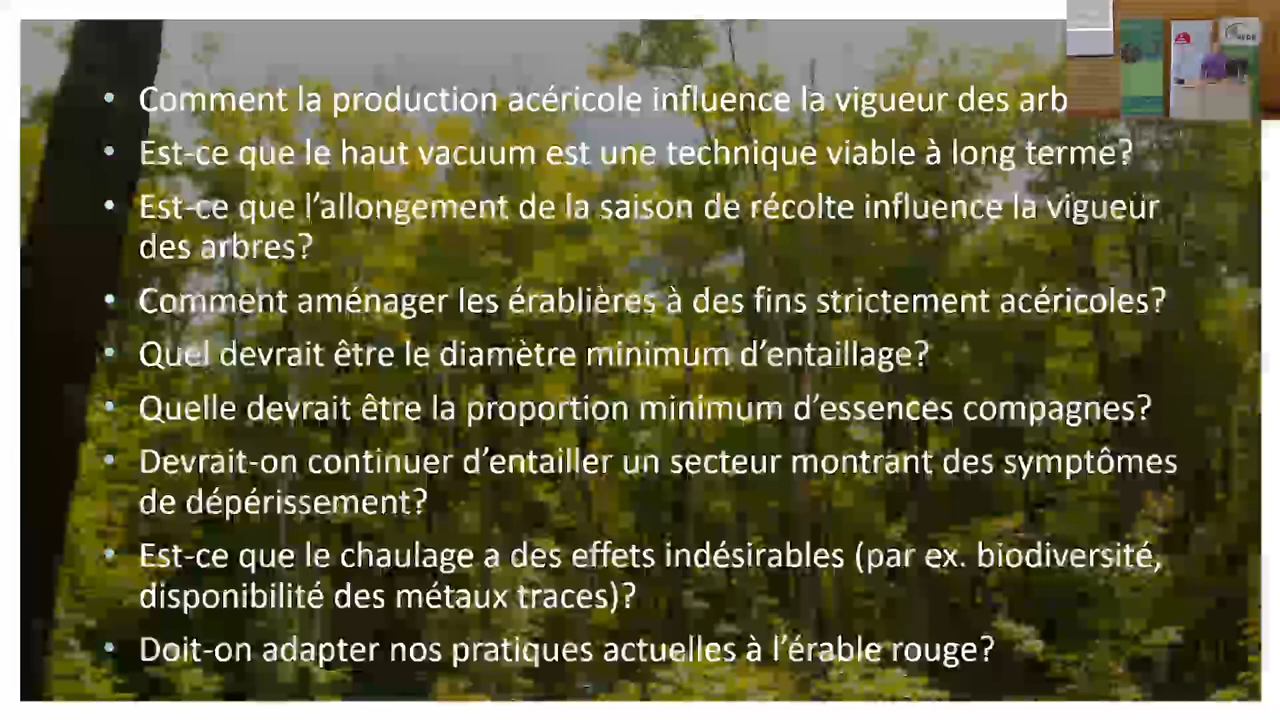 • Comment la production acéricole influence la vigueur des arb
• Est-ce que le haut vacuum est une technique viable à long terme?
• Est-ce que l’allongement de la saison de récolte influence la vigueur
des arbres?
• Comment aménager les érablières à des fins strictement acéricoles?
• Quel devrait être le diamètre minimum d’entaillage?
• Quelle devrait être la proportion minimum d’essences compagnes?
• Devrait-on continuer d’entailler un secteur montrant des symptômes
de dépérissement?
• Est-ce que le chaulage a des effets indésirables (par ex. biodiversité,
disponibilité des métaux traces)?
• Doit-on adapter nos pratiques actuelles à l’érable rouge?